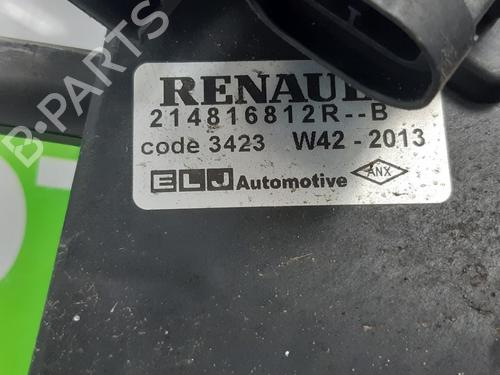 RENAUL
214816812R--B
code 3423 W42-2013
ELJ Automotive ANX
B-PARTS